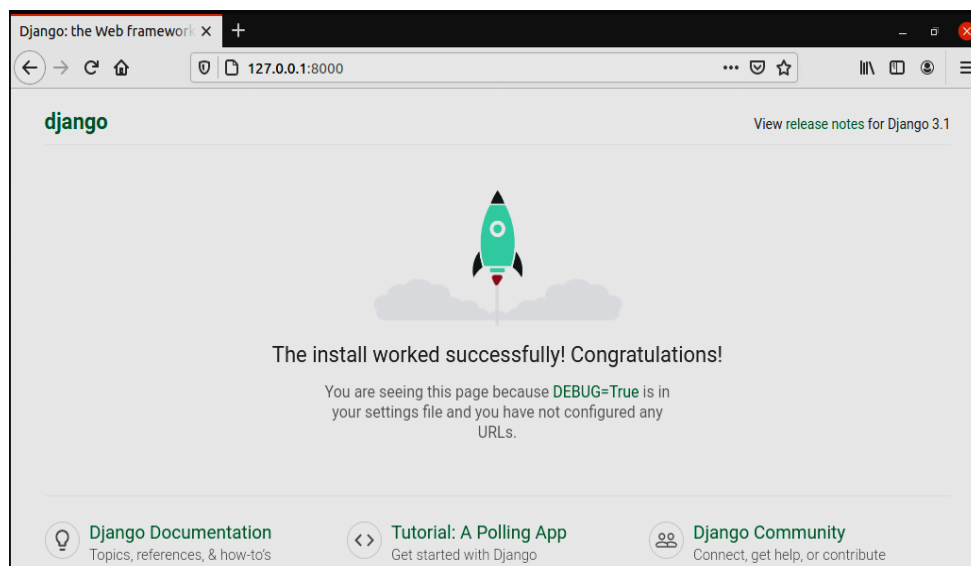 Django: the Web framework
127.0.0.1:8000
django
View release notes for Django 3.1
The install worked successfully! Congratulations!
You are seeing this page because DEBUG=True is in
your settings file and you have not configured any
URLs.
Django Documentation
Topics, references, & how-to's
Tutorial: A Polling App
Get started with Django
Django Community
Connect, get help, or contribute